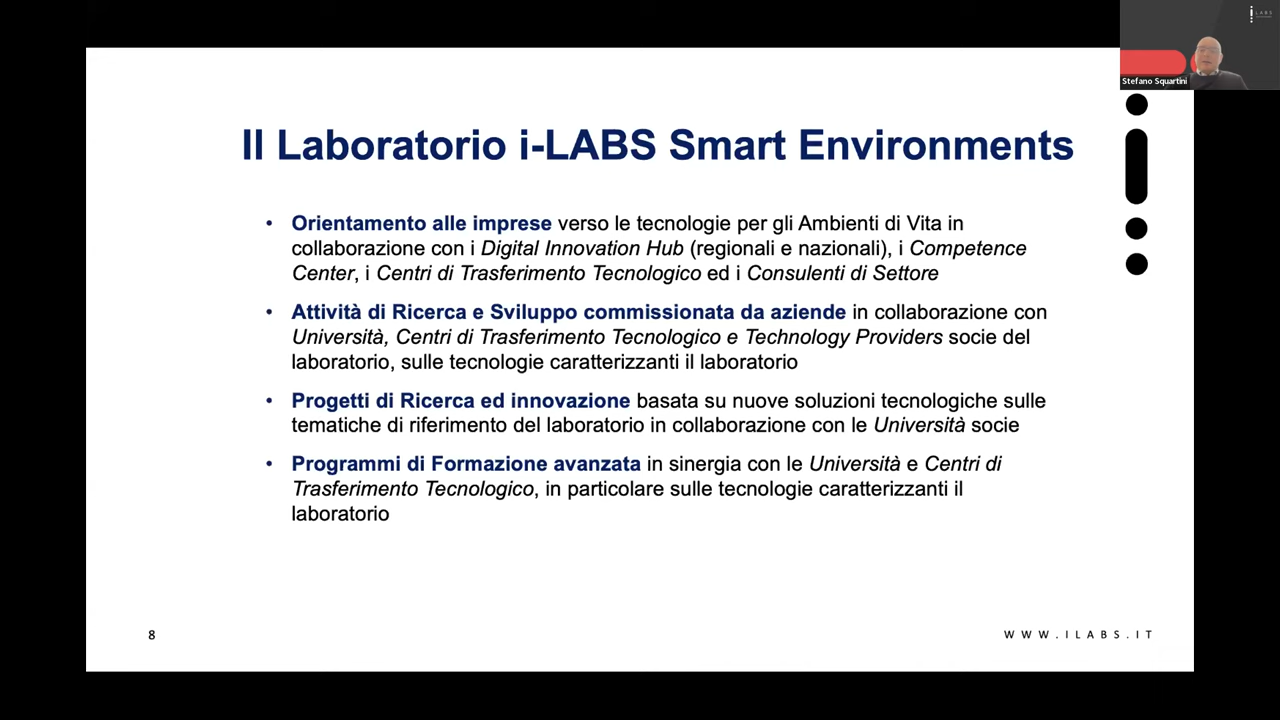 LABS
Stefano Squartini
Il Laboratorio i-LABS Smart Environments
• Orientamento alle imprese verso le tecnologie per gli Ambienti di Vita in
collaborazione con i Digital Innovation Hub (regionali e nazionali), i Competence
Center, i Centri di Trasferimento Tecnologico ed i Consulenti di Settore
• Attività di Ricerca e Sviluppo commissionata da aziende in collaborazione con
Università, Centri di Trasferimento Tecnologico e Technology Providers socie del
laboratorio, sulle tecnologie caratterizzanti il laboratorio
• Progetti di Ricerca ed innovazione basata su nuove soluzioni tecnologiche sulle
tematiche di riferimento del laboratorio in collaborazione con le Università socie
• Programmi di Formazione avanzata in sinergia con le Università e Centri di
Trasferimento Tecnologico, in particolare sulle tecnologie caratterizzanti il
laboratorio
8
WWW.ILABS.IT